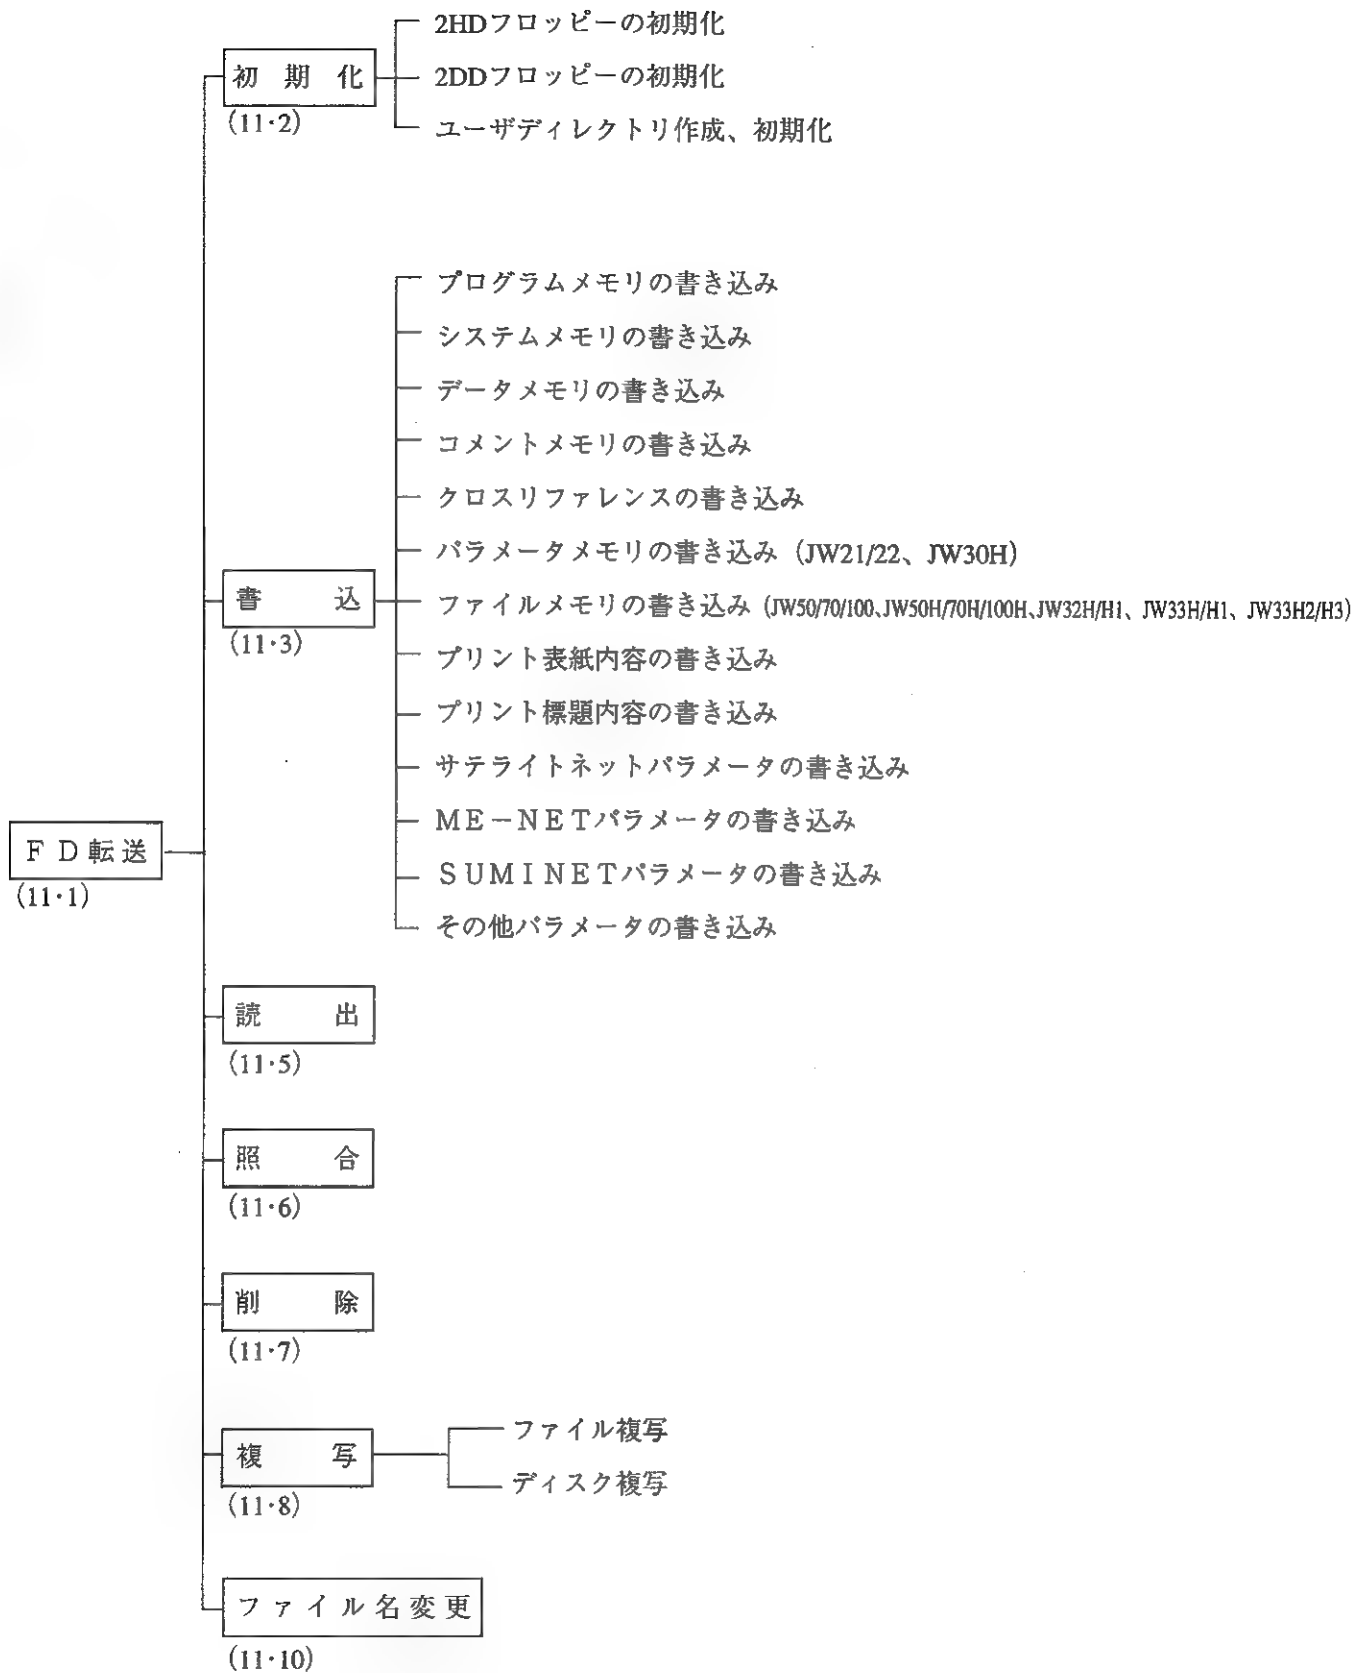 2HDフロッピーの初期化
初期化
2DDフロッピーの初期化
(11・2)
ユーザディレクトリ作成、初期化
プログラムメモリの書き込み
システムメモリの書き込み
データメモリの書き込み
コメントメモリの書き込み
クロスリファレンスの書き込み
パラメータメモリの書き込み (JW21/22、JW30H)
書込
ファイルメモリの書き込み (JW50/70/100、JW50H/70H/100H、JW32H/H1、JW33H/H1、JW33H2/H3)
(11・3)
プリント表紙内容の書き込み
プリント標題内容の書き込み
サテライトネットパラメータの書き込み
ME-NETパラメータの書き込み
FD転送
(11・1)
SUMINETパラメータの書き込み
その他パラメータの書き込み
読出
(11・5)
照合
(11・6)
削除
(11・7)
ファイル複写
複写
ディスク複写
(11・8)
ファイル名変更
(11・10)